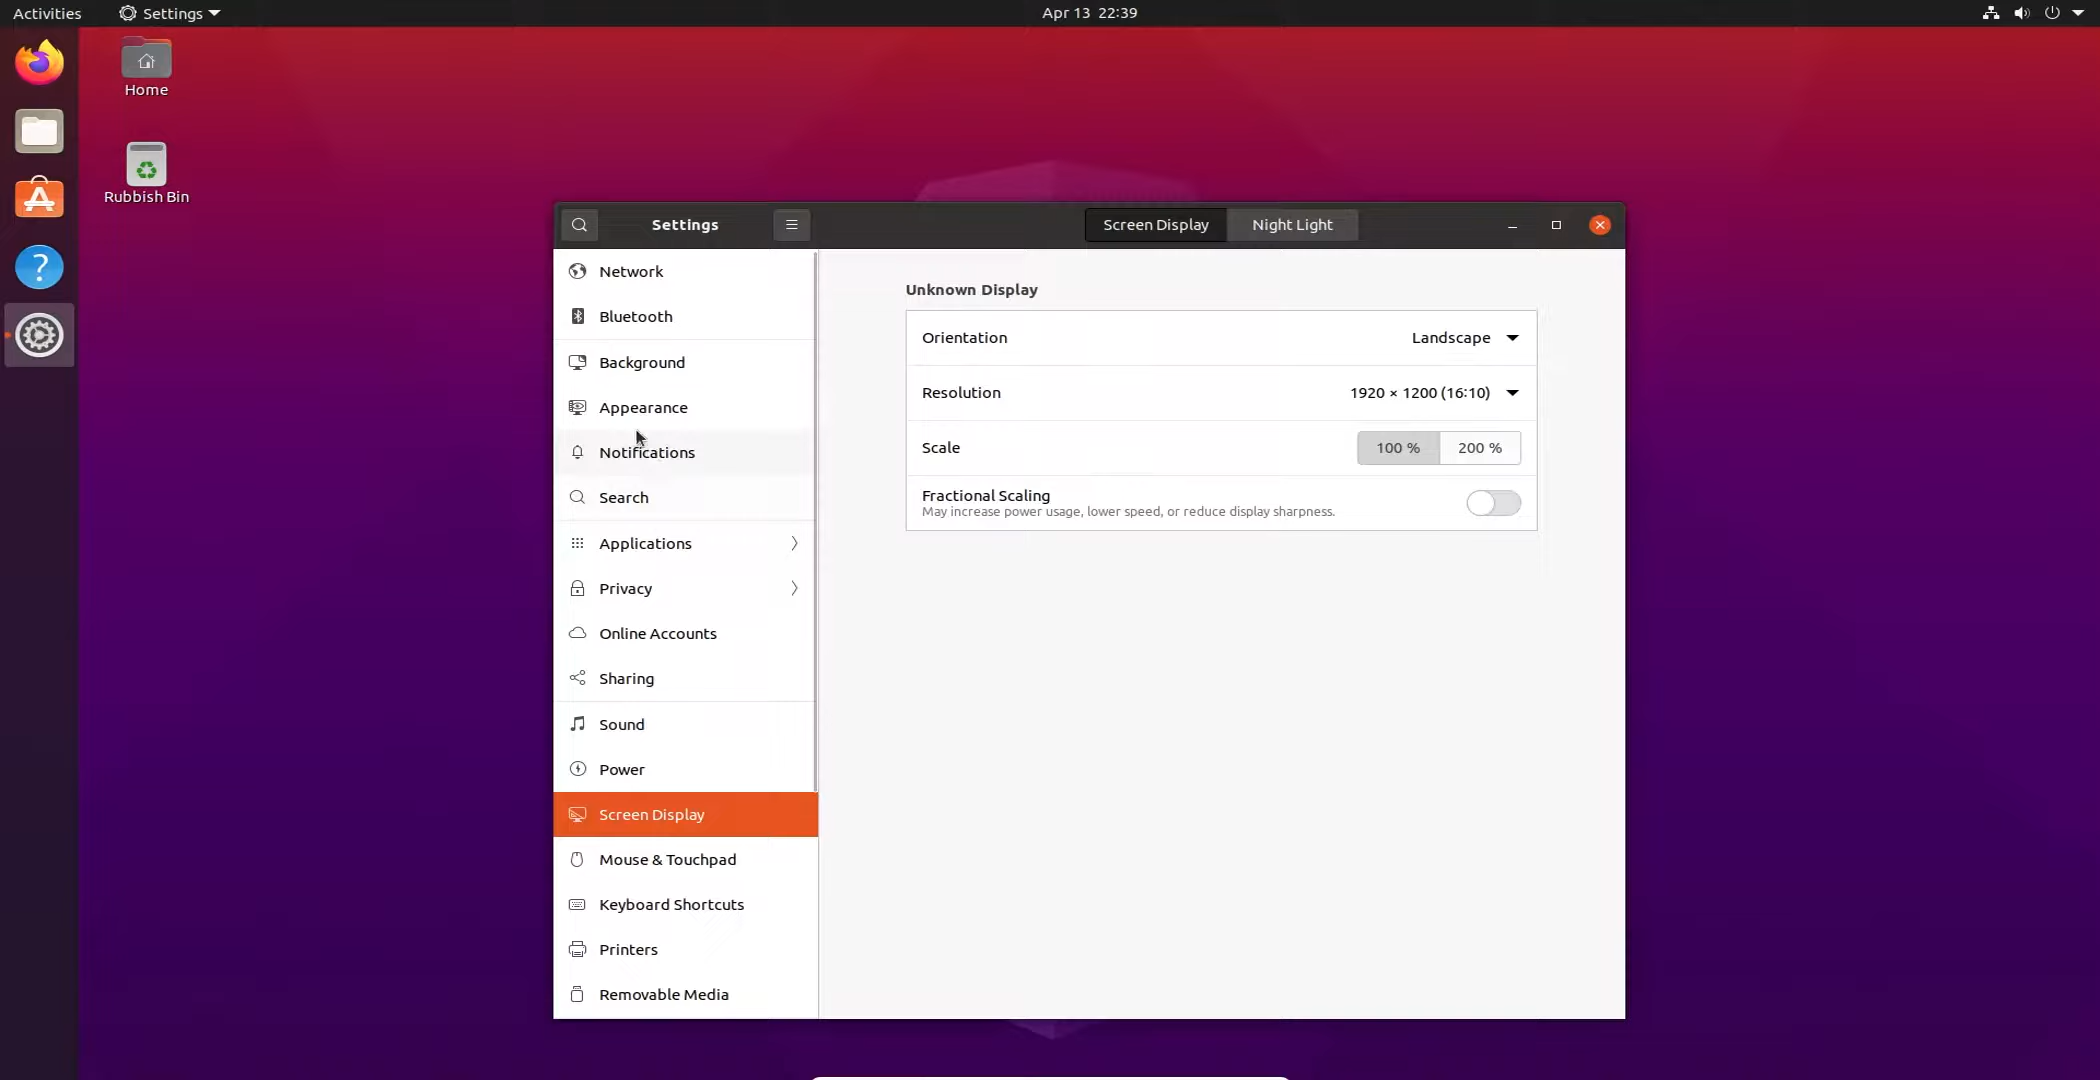 Activities
Settings
Apr 13 22:39
Home
Rubbish Bin
Settings
Screen Display
Night Light
Network
Bluetooth
Background
Appearance
Notifications
Search
Applications
Privacy
Online Accounts
Sharing
Sound
Power
Screen Display
Mouse & Touchpad
Keyboard Shortcuts
Printers
Removable Media
Unknown Display
Orientation Landscape
Resolution 1920 × 1200 (16:10)
Scale 100 % 200 %
Fractional Scaling
May increase power usage, lower speed, or reduce display sharpness.